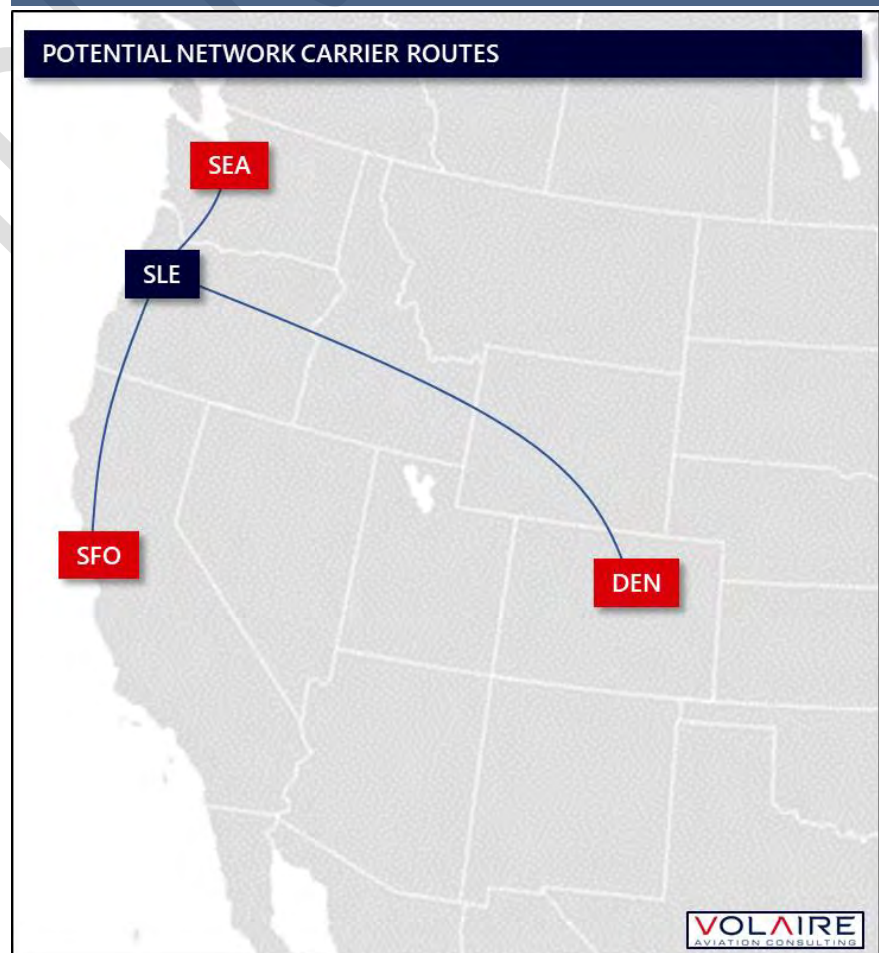 POTENTIAL NETWORK CARRIER ROUTES
SEA
SLE
SFO
DEN
VOLAIRE
AVIATION CONSULTING